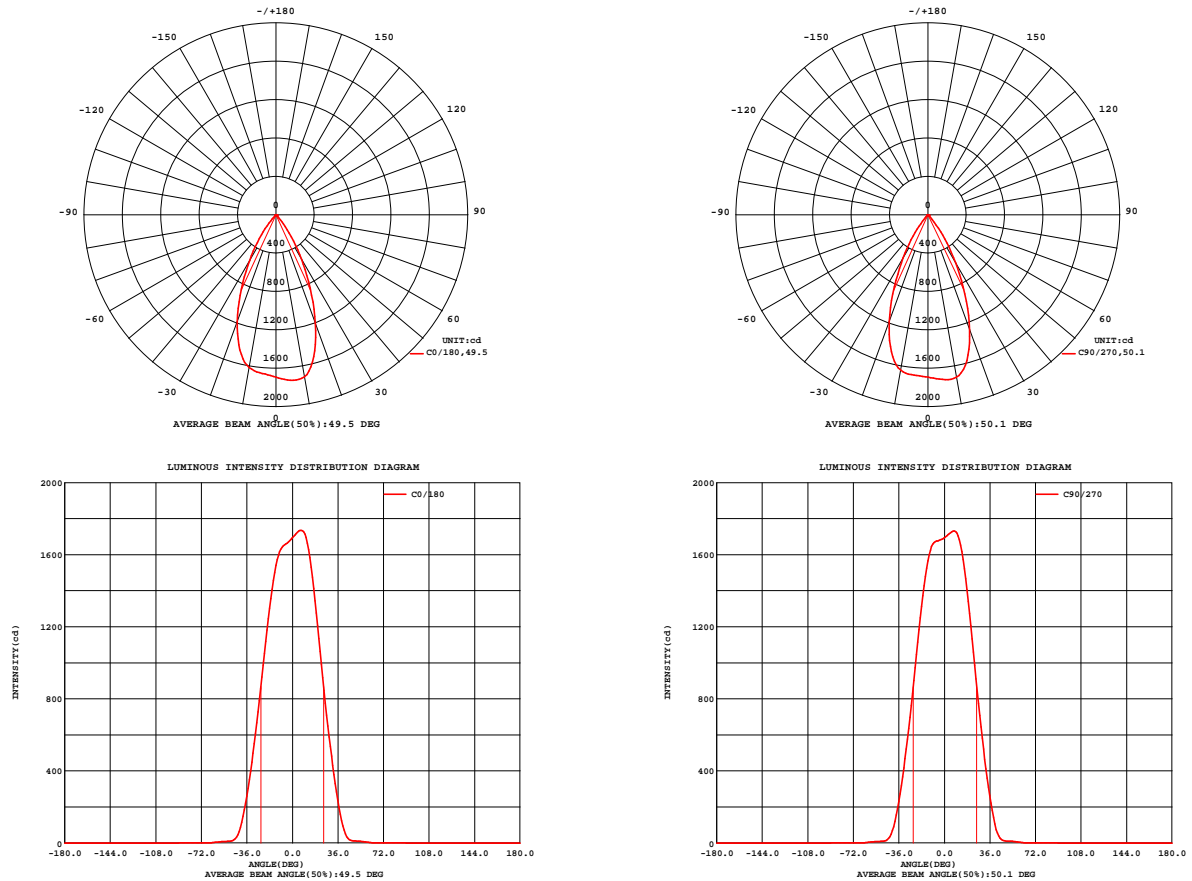 -/+180
-150 150
-120 120
-90 90
-60 60
-30 30
0
0
400
800
1200
1600
2000
UNIT:cd
C0/180,49.5
AVERAGE BEAM ANGLE(50%):49.5 DEG
-/+180
-150 150
-120 120
-90 90
-60 60
-30 30
0
0
400
800
1200
1600
2000
UNIT:cd
C90/270,50.1
AVERAGE BEAM ANGLE(50%):50.1 DEG
LUMINOUS INTENSITY DISTRIBUTION DIAGRAM
C0/180
2000
1600
1200
800
400
0
INTENSITY(cd)
-180.0 -144.0 -108.0 -72.0 -36.0 0.0 36.0 72.0 108.0 144.0 180.0
ANGLE(DEG)
AVERAGE BEAM ANGLE(50%):49.5 DEG
LUMINOUS INTENSITY DISTRIBUTION DIAGRAM
C90/270
2000
1600
1200
800
400
0
INTENSITY(cd)
-180.0 -144.0 -108.0 -72.0 -36.0 0.0 36.0 72.0 108.0 144.0 180.0
ANGLE(DEG)
AVERAGE BEAM ANGLE(50%):50.1 DEG